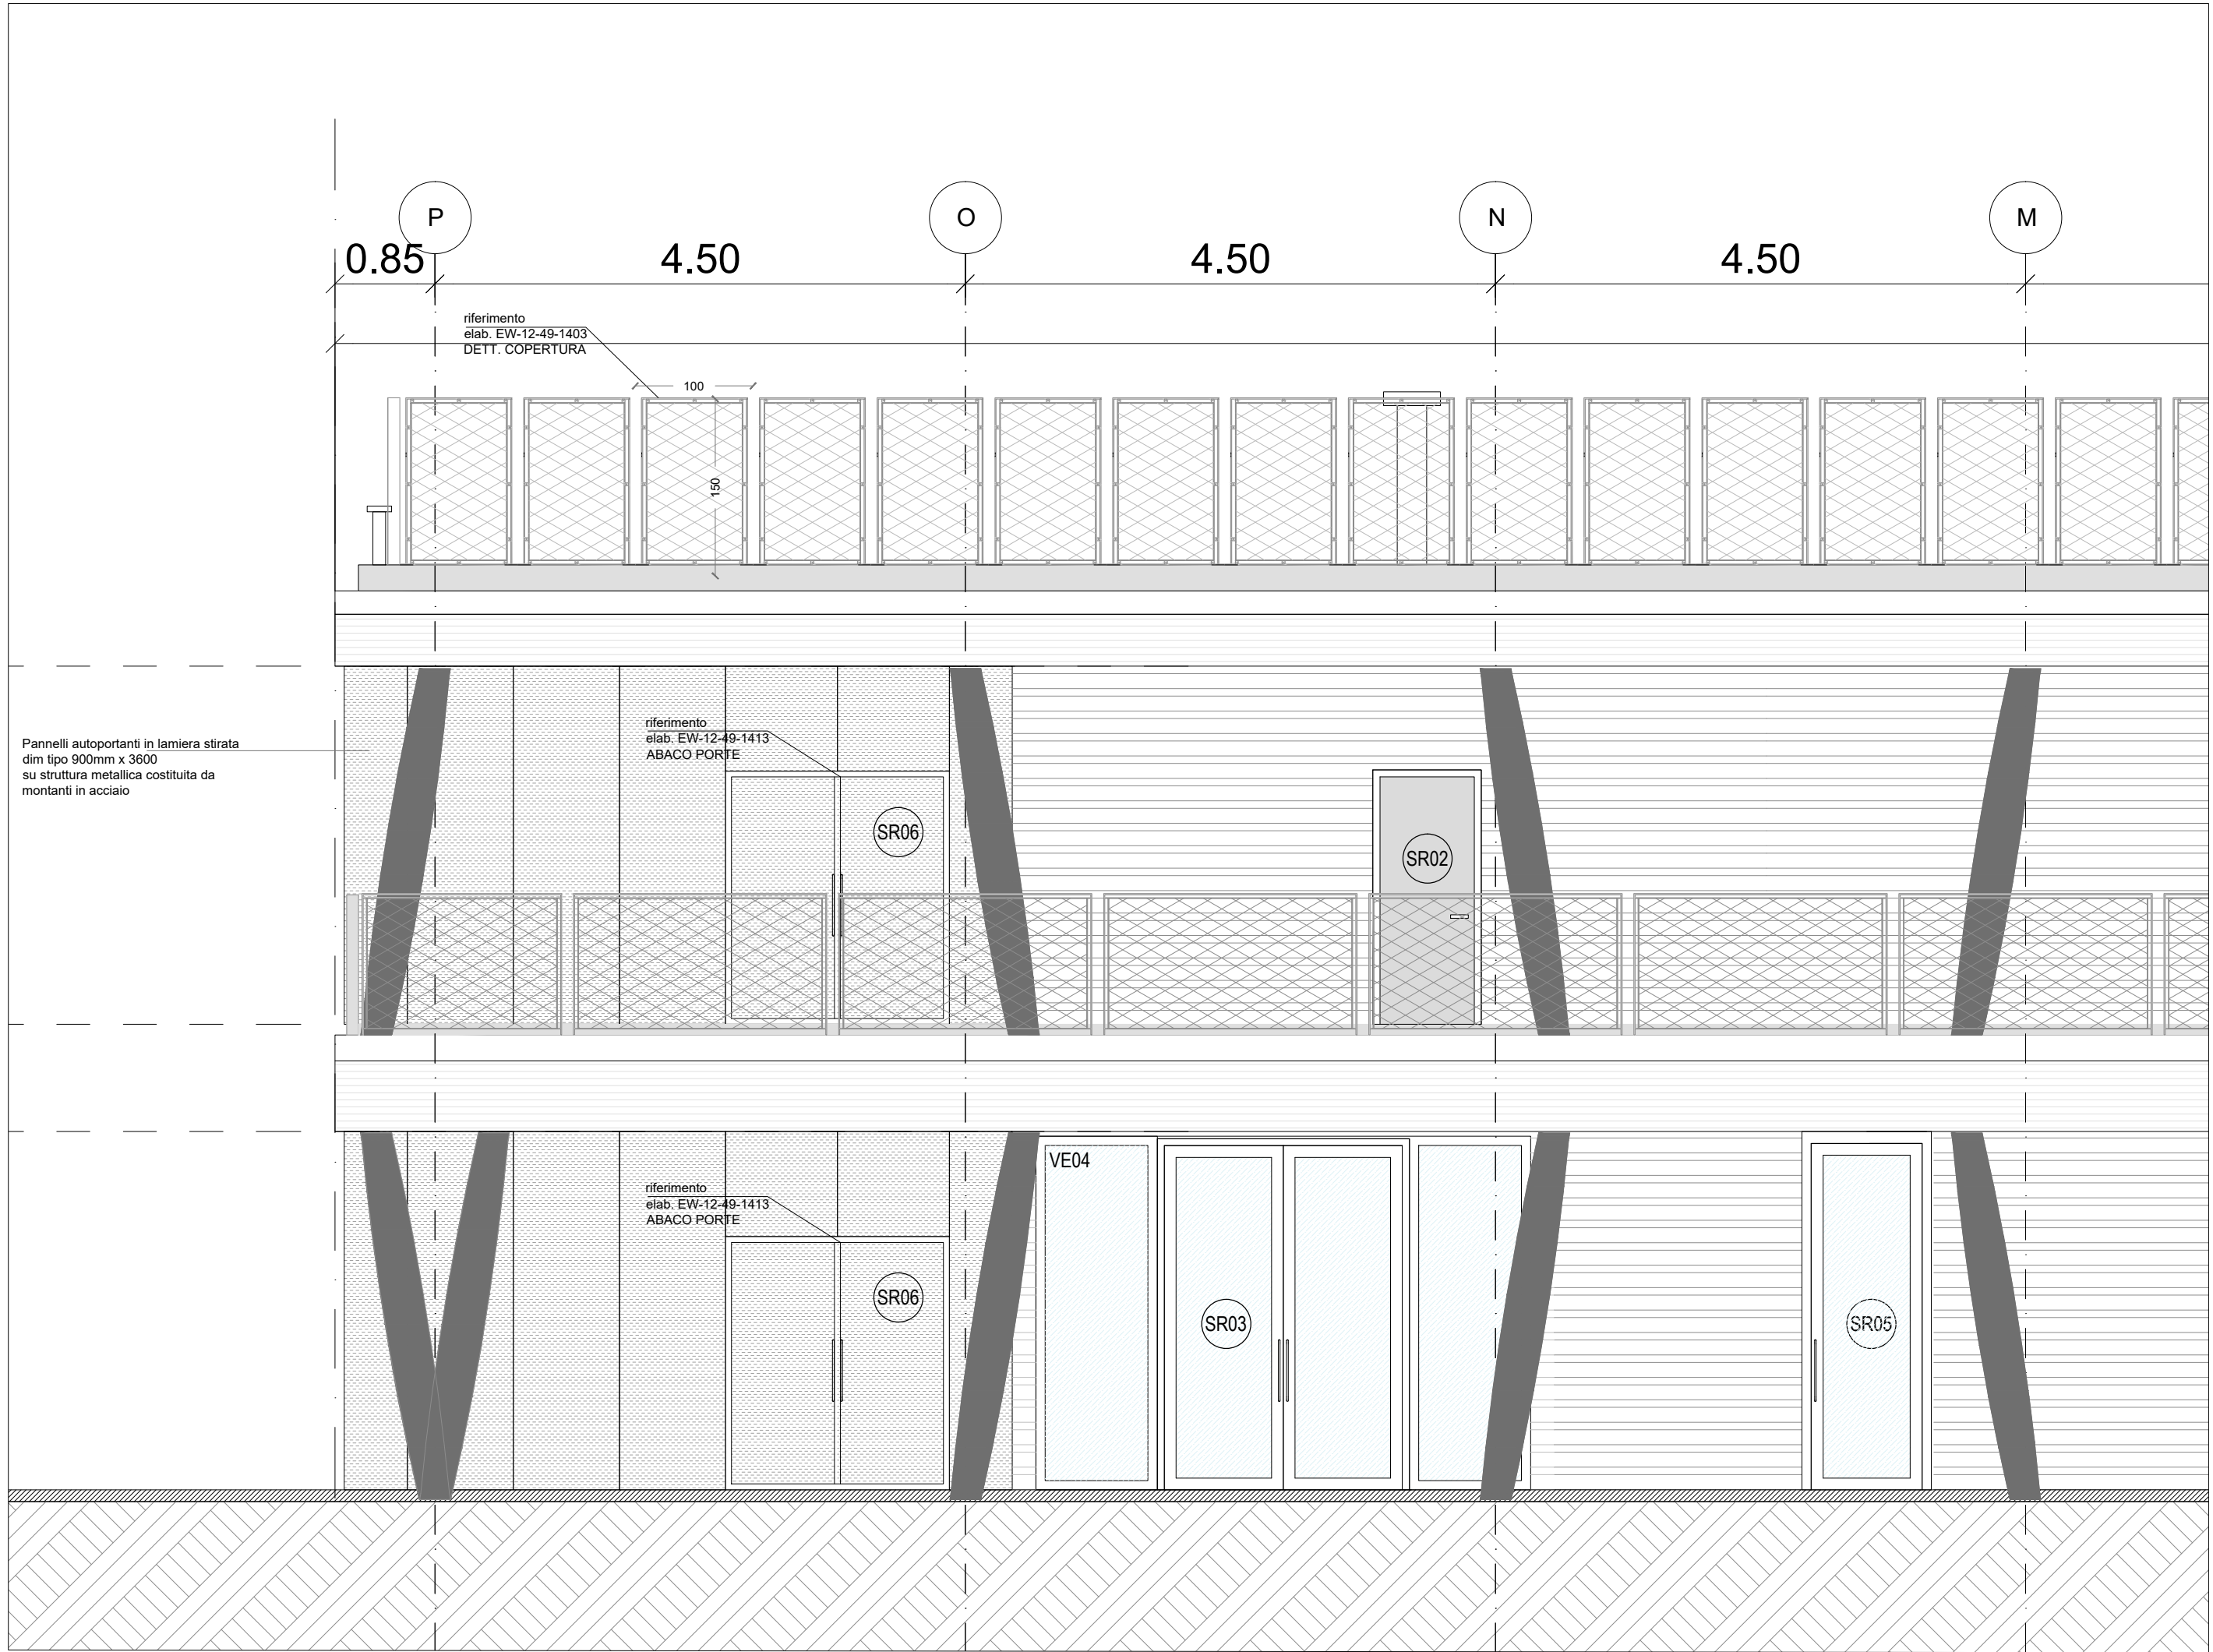 P
O
N
M
0.85
4.50
4.50
4.50
riferimento
elab. EW-12-49-1403
DETT. COPERTURA
100
150
riferimento
elab. EW-12-49-1413
ABACO PORTE
Pannelli autoportanti in lamiera stirata
dim tipo 900mm x 3600
su struttura metallica costituita da
montanti in acciaio
SR06
SR02
VE04
riferimento
elab. EW-12-49-1413
ABACO PORTE
SR06
SR03
SR05